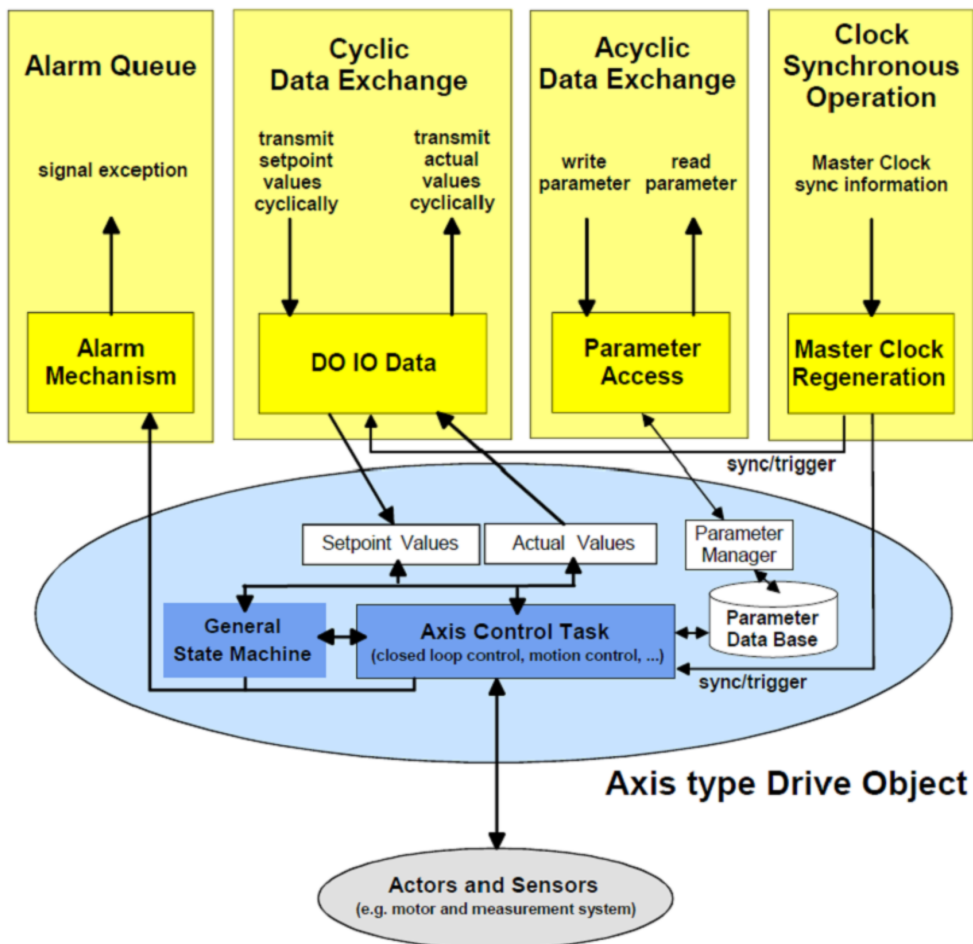 Alarm Queue
signal exception
Alarm
Mechanism
Cyclic
Data Exchange
transmit
setpoint
values
cyclically
transmit
actual
values
cyclically
DO IO Data
Acyclic
Data Exchange
write
parameter
read
parameter
Parameter
Access
Clock
Synchronous
Operation
Master Clock
sync information
Master Clock
Regeneration
sync/trigger
Setpoint Values
Actual Values
Parameter
Manager
General
State Machine
Axis Control Task
(closed loop control, motion control, ...)
Parameter
Data Base
sync/trigger
Axis type Drive Object
Actors and Sensors
(e.g. motor and measurement system)